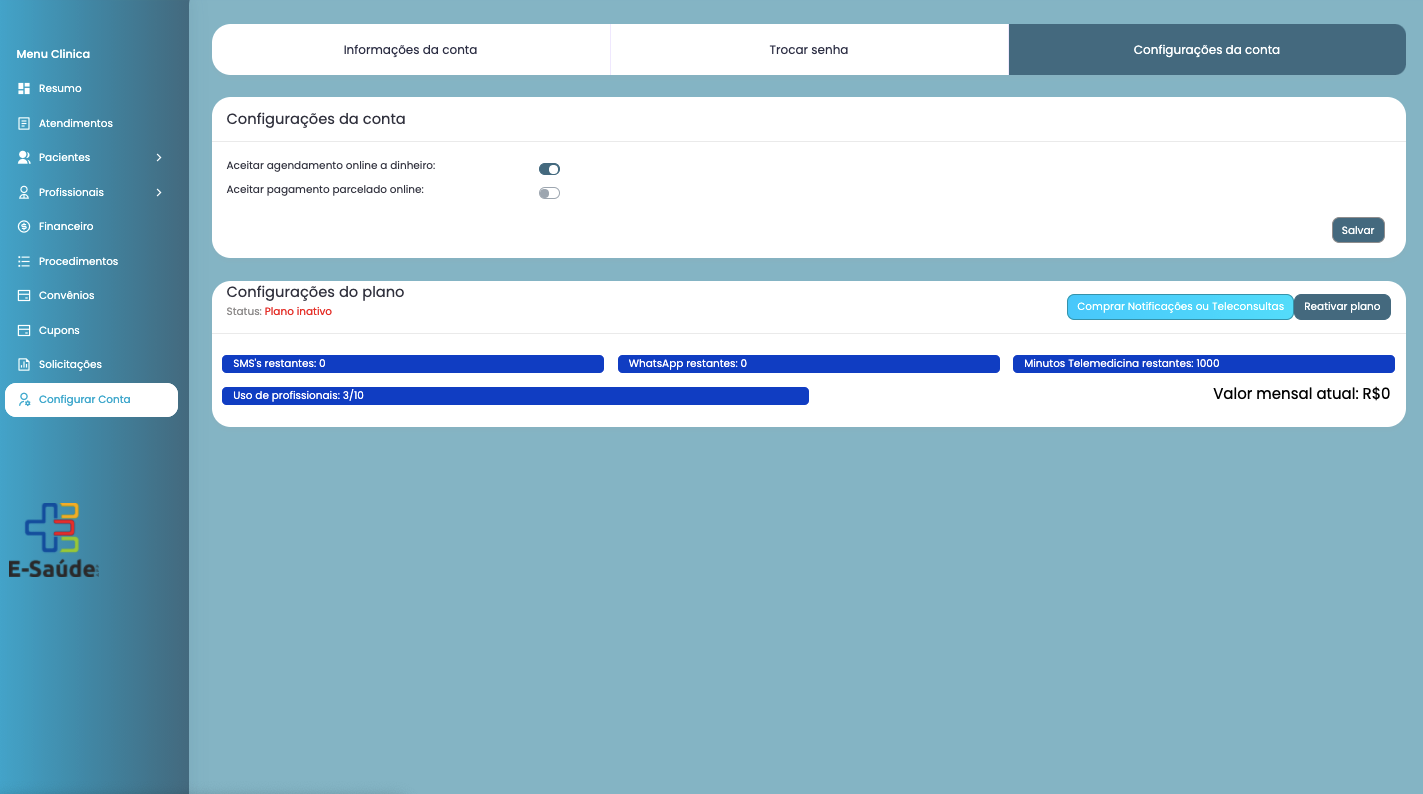 Menu Clinica
Resumo
Atendimentos
Pacientes
Profissionais
Financeiro
Procedimentos
Convênios
Cupons
Solicitações
Configurar Conta
E-Saúde
Informações da conta
Trocar senha
Configurações da conta
Configurações da conta
Aceitar agendamento online a dinheiro:
Aceitar pagamento parcelado online:
Salvar
Configurações do plano
Status: Plano inativo
Comprar Notificações ou Teleconsultas
Reativar plano
SMS's restantes: 0
WhatsApp restantes: 0
Minutos Telemedicina restantes: 1000
Uso de profissionais: 3/10
Valor mensal atual: R$0